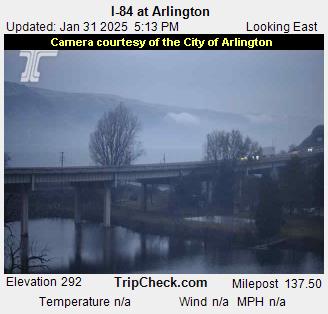 I-84 at Arlington
Updated: Jan 31 2025 5:13 PM Looking East
Camera courtesy of the City of Arlington
Elevation 292 TripCheck.com Milepost 137.50
Temperature n/a Wind n/a MPH n/a